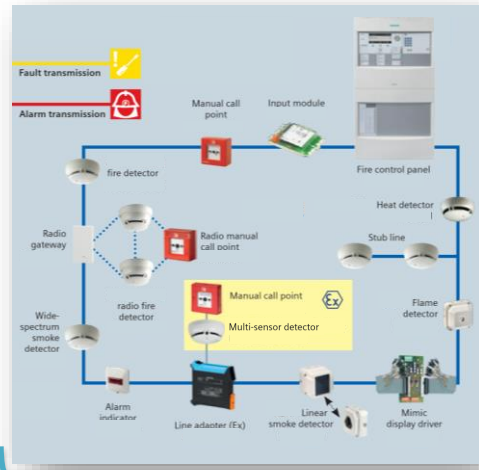 Fault transmission
Alarm transmission
Manual call
point
Input module
Fire control panel
fire detector
Heat detector
Radio
gateway
Radio manual
call point
Stub line
radio fire
detector
Manual call point
Ex
Multi-sensor detector
Flame
detector
Wide-
spectrum
smoke
detector
Alarm
indicator
Line adapter (Ex)
Linear
smoke detector
Mimic
display driver